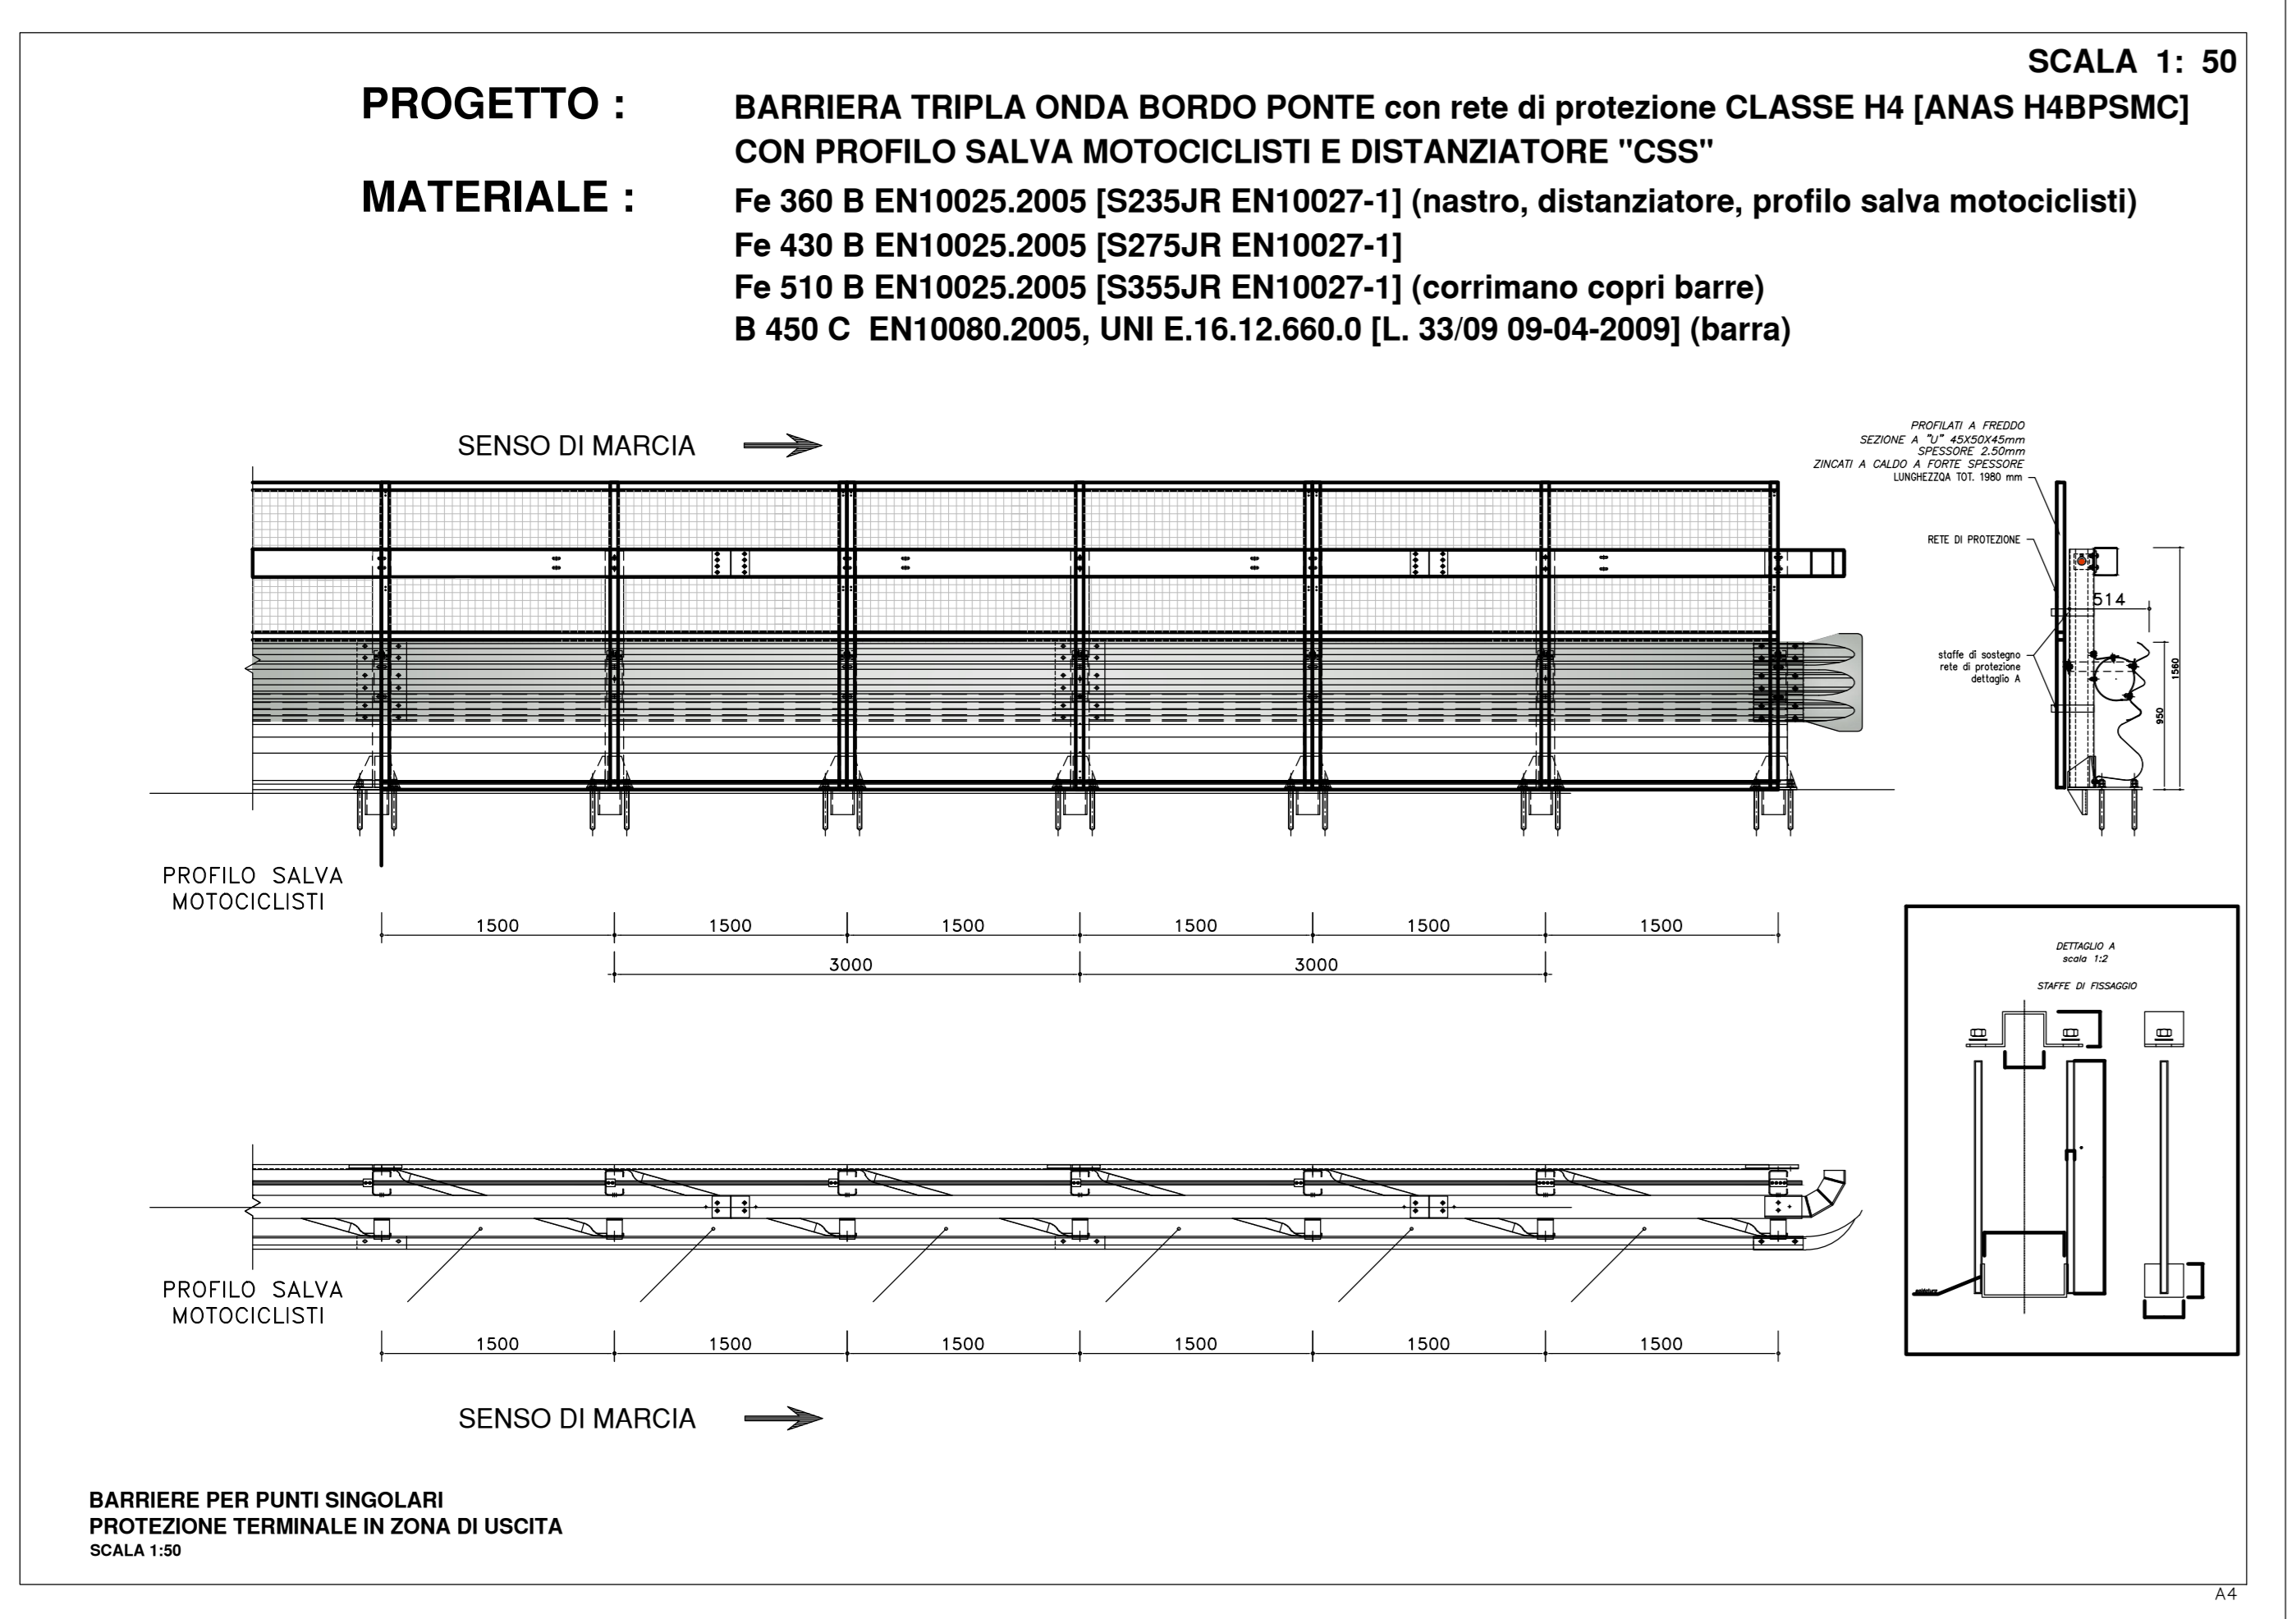 SCALA 1: 50
PROGETTO :
BARRIERA TRIPLA ONDA BORDO PONTE con rete di protezione CLASSE H4 [ANAS H4BPSMC]
CON PROFILO SALVA MOTOCICLISTI E DISTANZIATORE "CSS"
MATERIALE :
Fe 360 B EN10025.2005 [S235JR EN10027-1] (nastro, distanziatore, profilo salva motociclisti)
Fe 430 B EN10025.2005 [S275JR EN10027-1]
Fe 510 B EN10025.2005 [S355JR EN10027-1] (corrimano copri barre)
B 450 C EN10080.2005, UNI E.16.12.660.0 [L. 33/09 09-04-2009] (barra)
SENSO DI MARCIA
PROFILATI A FREDDO
SEZIONE A "U" 45X50X45mm
SPESSORE 2.50mm
ZINCATI A CALDO A FORTE SPESSORE
LUNGHEZZQA TOT. 1980 mm
RETE DI PROTEZIONE
514
staffe di sostegno
rete di protezione
dettaglio A
1560
950
PROFILO SALVA
MOTOCICLISTI
1500 1500 1500 1500 1500 1500
3000 3000
DETTAGLIO A
scala 1:2
STAFFE DI FISSAGGIO
PROFILO SALVA
MOTOCICLISTI
1500 1500 1500 1500 1500 1500
SENSO DI MARCIA
BARRIERE PER PUNTI SINGOLARI
PROTEZIONE TERMINALE IN ZONA DI USCITA
SCALA 1:50
A4